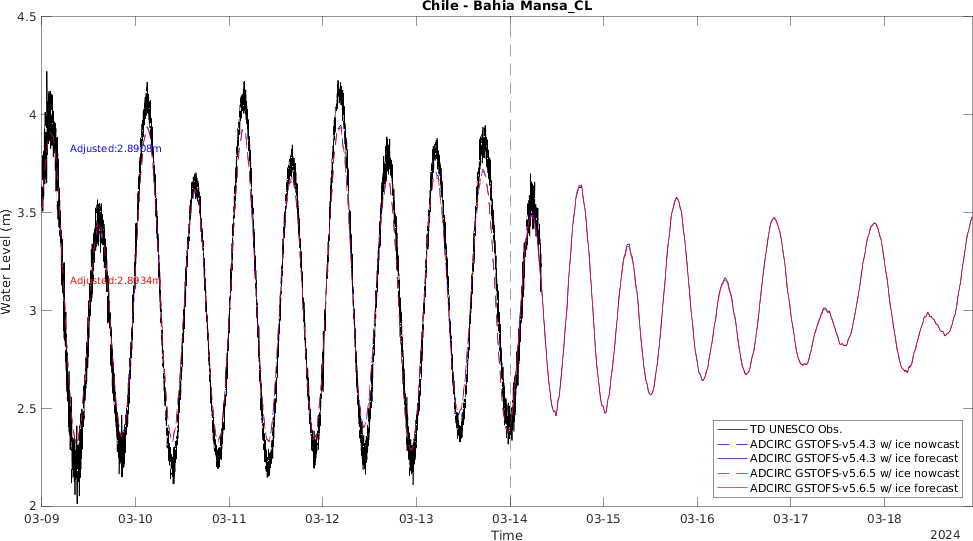 Chile - Bahia Mansa_CL
4.5
4
3.5
3
2.5
2
Water Level (m)
Adjusted:2.8908m
Adjusted:2.8934m
TD UNESCO Obs.
ADCIRC GSTOFS-v5.4.3 w/ ice nowcast
ADCIRC GSTOFS-v5.4.3 w/ ice forecast
ADCIRC GSTOFS-v5.6.5 w/ ice nowcast
ADCIRC GSTOFS-v5.6.5 w/ ice forecast
03-09 03-10 03-11 03-12 03-13 03-14 03-15 03-16 03-17 03-18
Time
2024